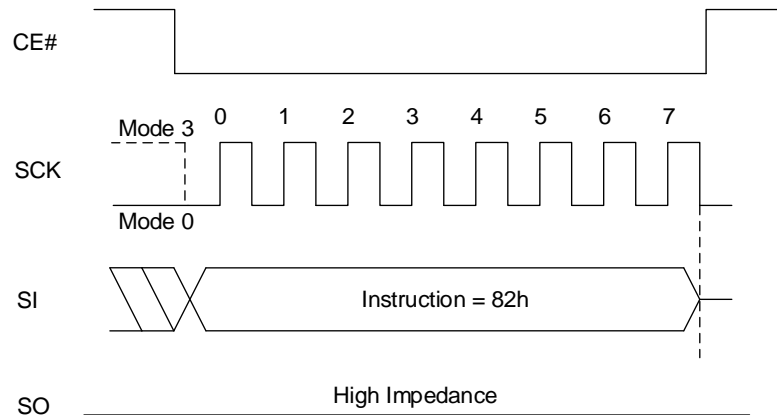 CE#
Mode 3
0 1 2 3 4 5 6 7
SCK
Mode 0
SI
Instruction = 82h
SO
High Impedance